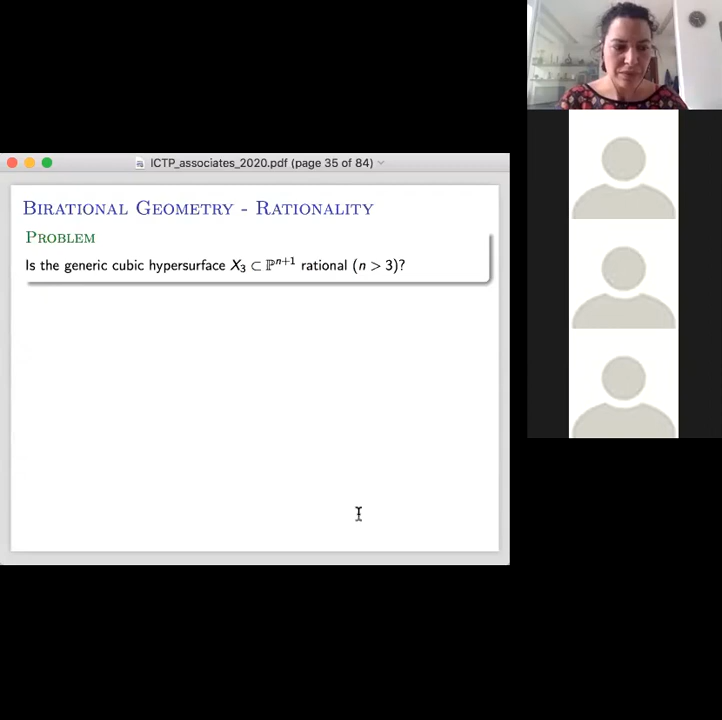 ICTP_associates_2020.pdf (page 35 of 84)
BIRATIONAL GEOMETRY - RATIONALITY
PROBLEM
Is the generic cubic hypersurface X₃ ⊂ ℙⁿ⁺¹ rational (n > 3)?